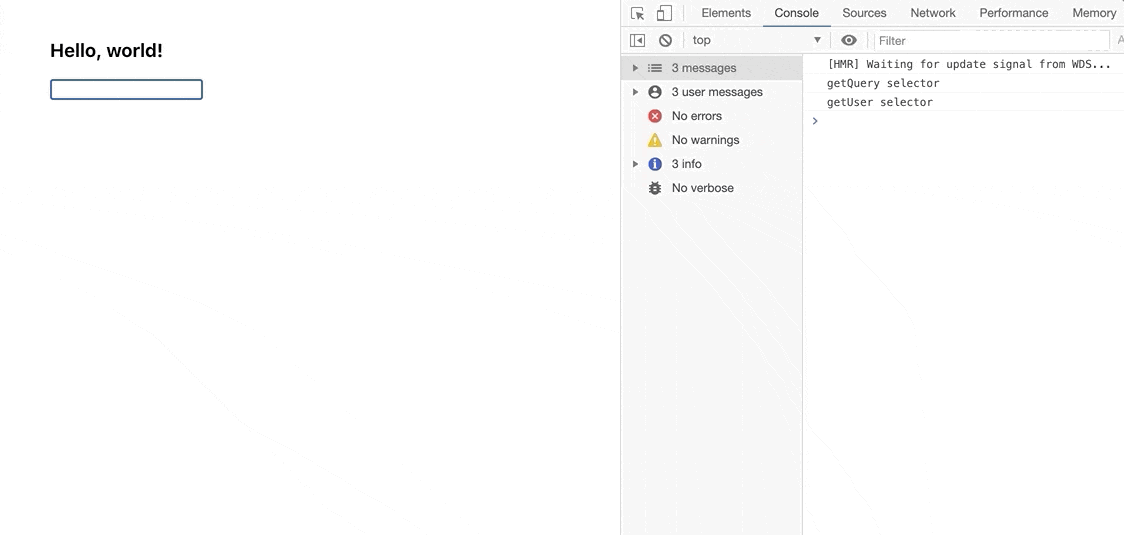 Hello, world!
Elements Console Sources Network Performance Memory
top Filter A
3 messages
3 user messages
No errors
No warnings
3 info
No verbose
[HMR] Waiting for update signal from WDS...
getQuery selector
getUser selector
>